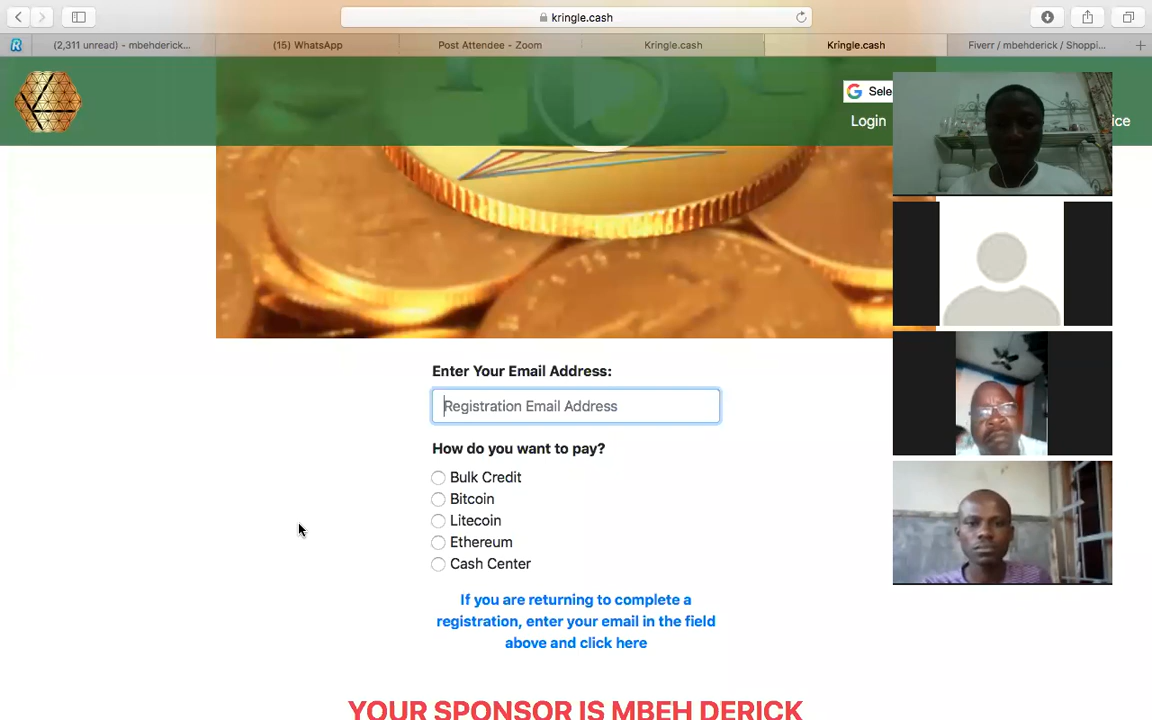 kringle.cash
(2,311 unread) - mbehderick...
(15) WhatsApp
Post Attendee - Zoom
Kringle.cash
Kringle.cash
Fiverr / mbehderick / Shoppi...
Sele
Login
ice
Enter Your Email Address:
Registration Email Address
How do you want to pay?
Bulk Credit
Bitcoin
Litecoin
Ethereum
Cash Center
If you are returning to complete a
registration, enter your email in the field
above and click here
YOUR SPONSOR IS MBEH DERICK